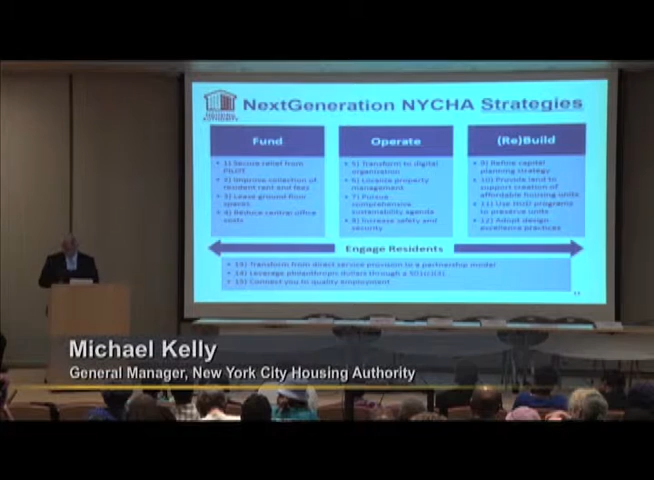 NextGeneration NYCHA Strategies
Fund
• 1) Secure relief from
PILOT
• 2) Improve collection of
resident rent and fees
• 3) Lease ground floor
spaces
• 4) Reduce central office
costs
Operate
• 5) Transform to digital
organization
• 6) Localize property
management
• 7) Pursue
comprehensive
sustainability agenda
• 8) Increase safety and
security
(Re)Build
• 9) Refine capital
planning strategy
• 10) Provide land to
support creation of
affordable housing units
• 11) Use HUD programs
to preserve units
• 12) Adopt design
excellence practices
Engage Residents
• 13) Transform from direct service provision to a partnership model
• 14) Leverage philanthropic dollars through a 501(c)(3)
• 15) Connect you to quality employment
Michael Kelly
General Manager, New York City Housing Authority